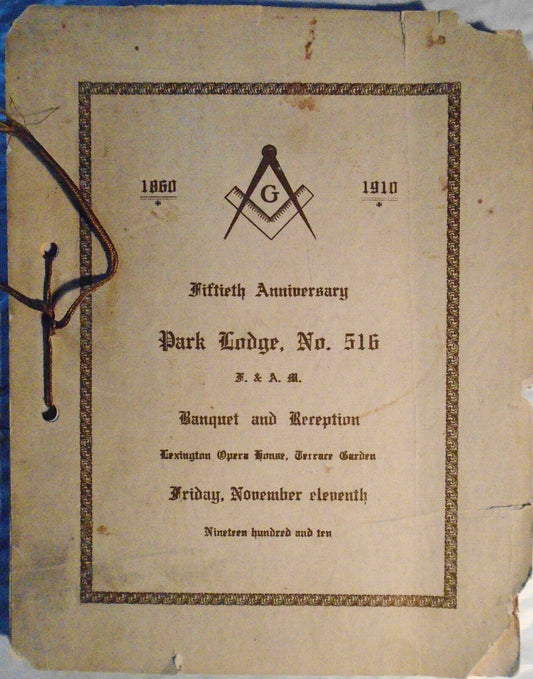 1860
G
1910
Fiftieth Anniversary
Park Lodge, No. 516
F. & A. M.
Banquet and Reception
Lexington Opera House, Terrace Garden
Friday, November eleventh
Nineteen hundred and ten